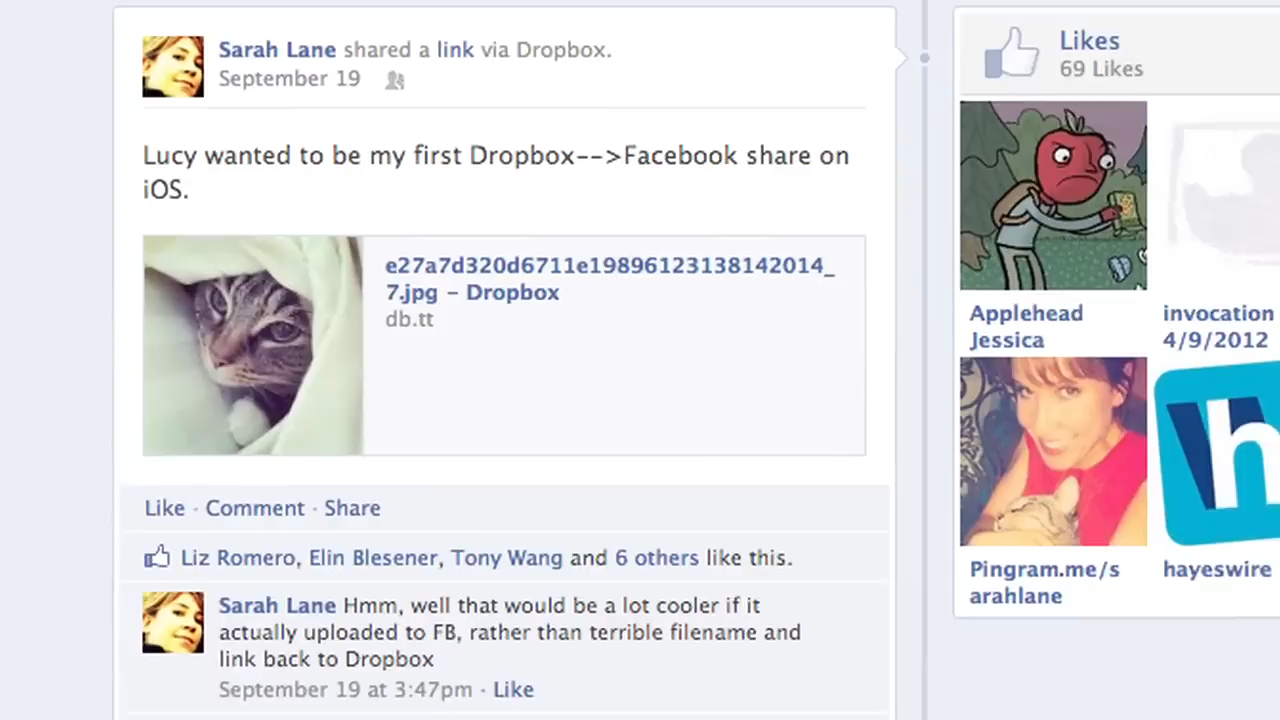 Sarah Lane shared a link via Dropbox.
September 19
Lucy wanted to be my first Dropbox-->Facebook share on
iOS.
e27a7d320d6711e19896123138142014_
7.jpg – Dropbox
db.tt
Like · Comment · Share
Liz Romero, Elin Blesener, Tony Wang and 6 others like this.
Sarah Lane Hmm, well that would be a lot cooler if it
actually uploaded to FB, rather than terrible filename and
link back to Dropbox
September 19 at 3:47pm · Like
Likes
69 Likes
Applehead
Jessica
invocation
4/9/2012
h
Pingram.me/s
arahlane
hayeswire